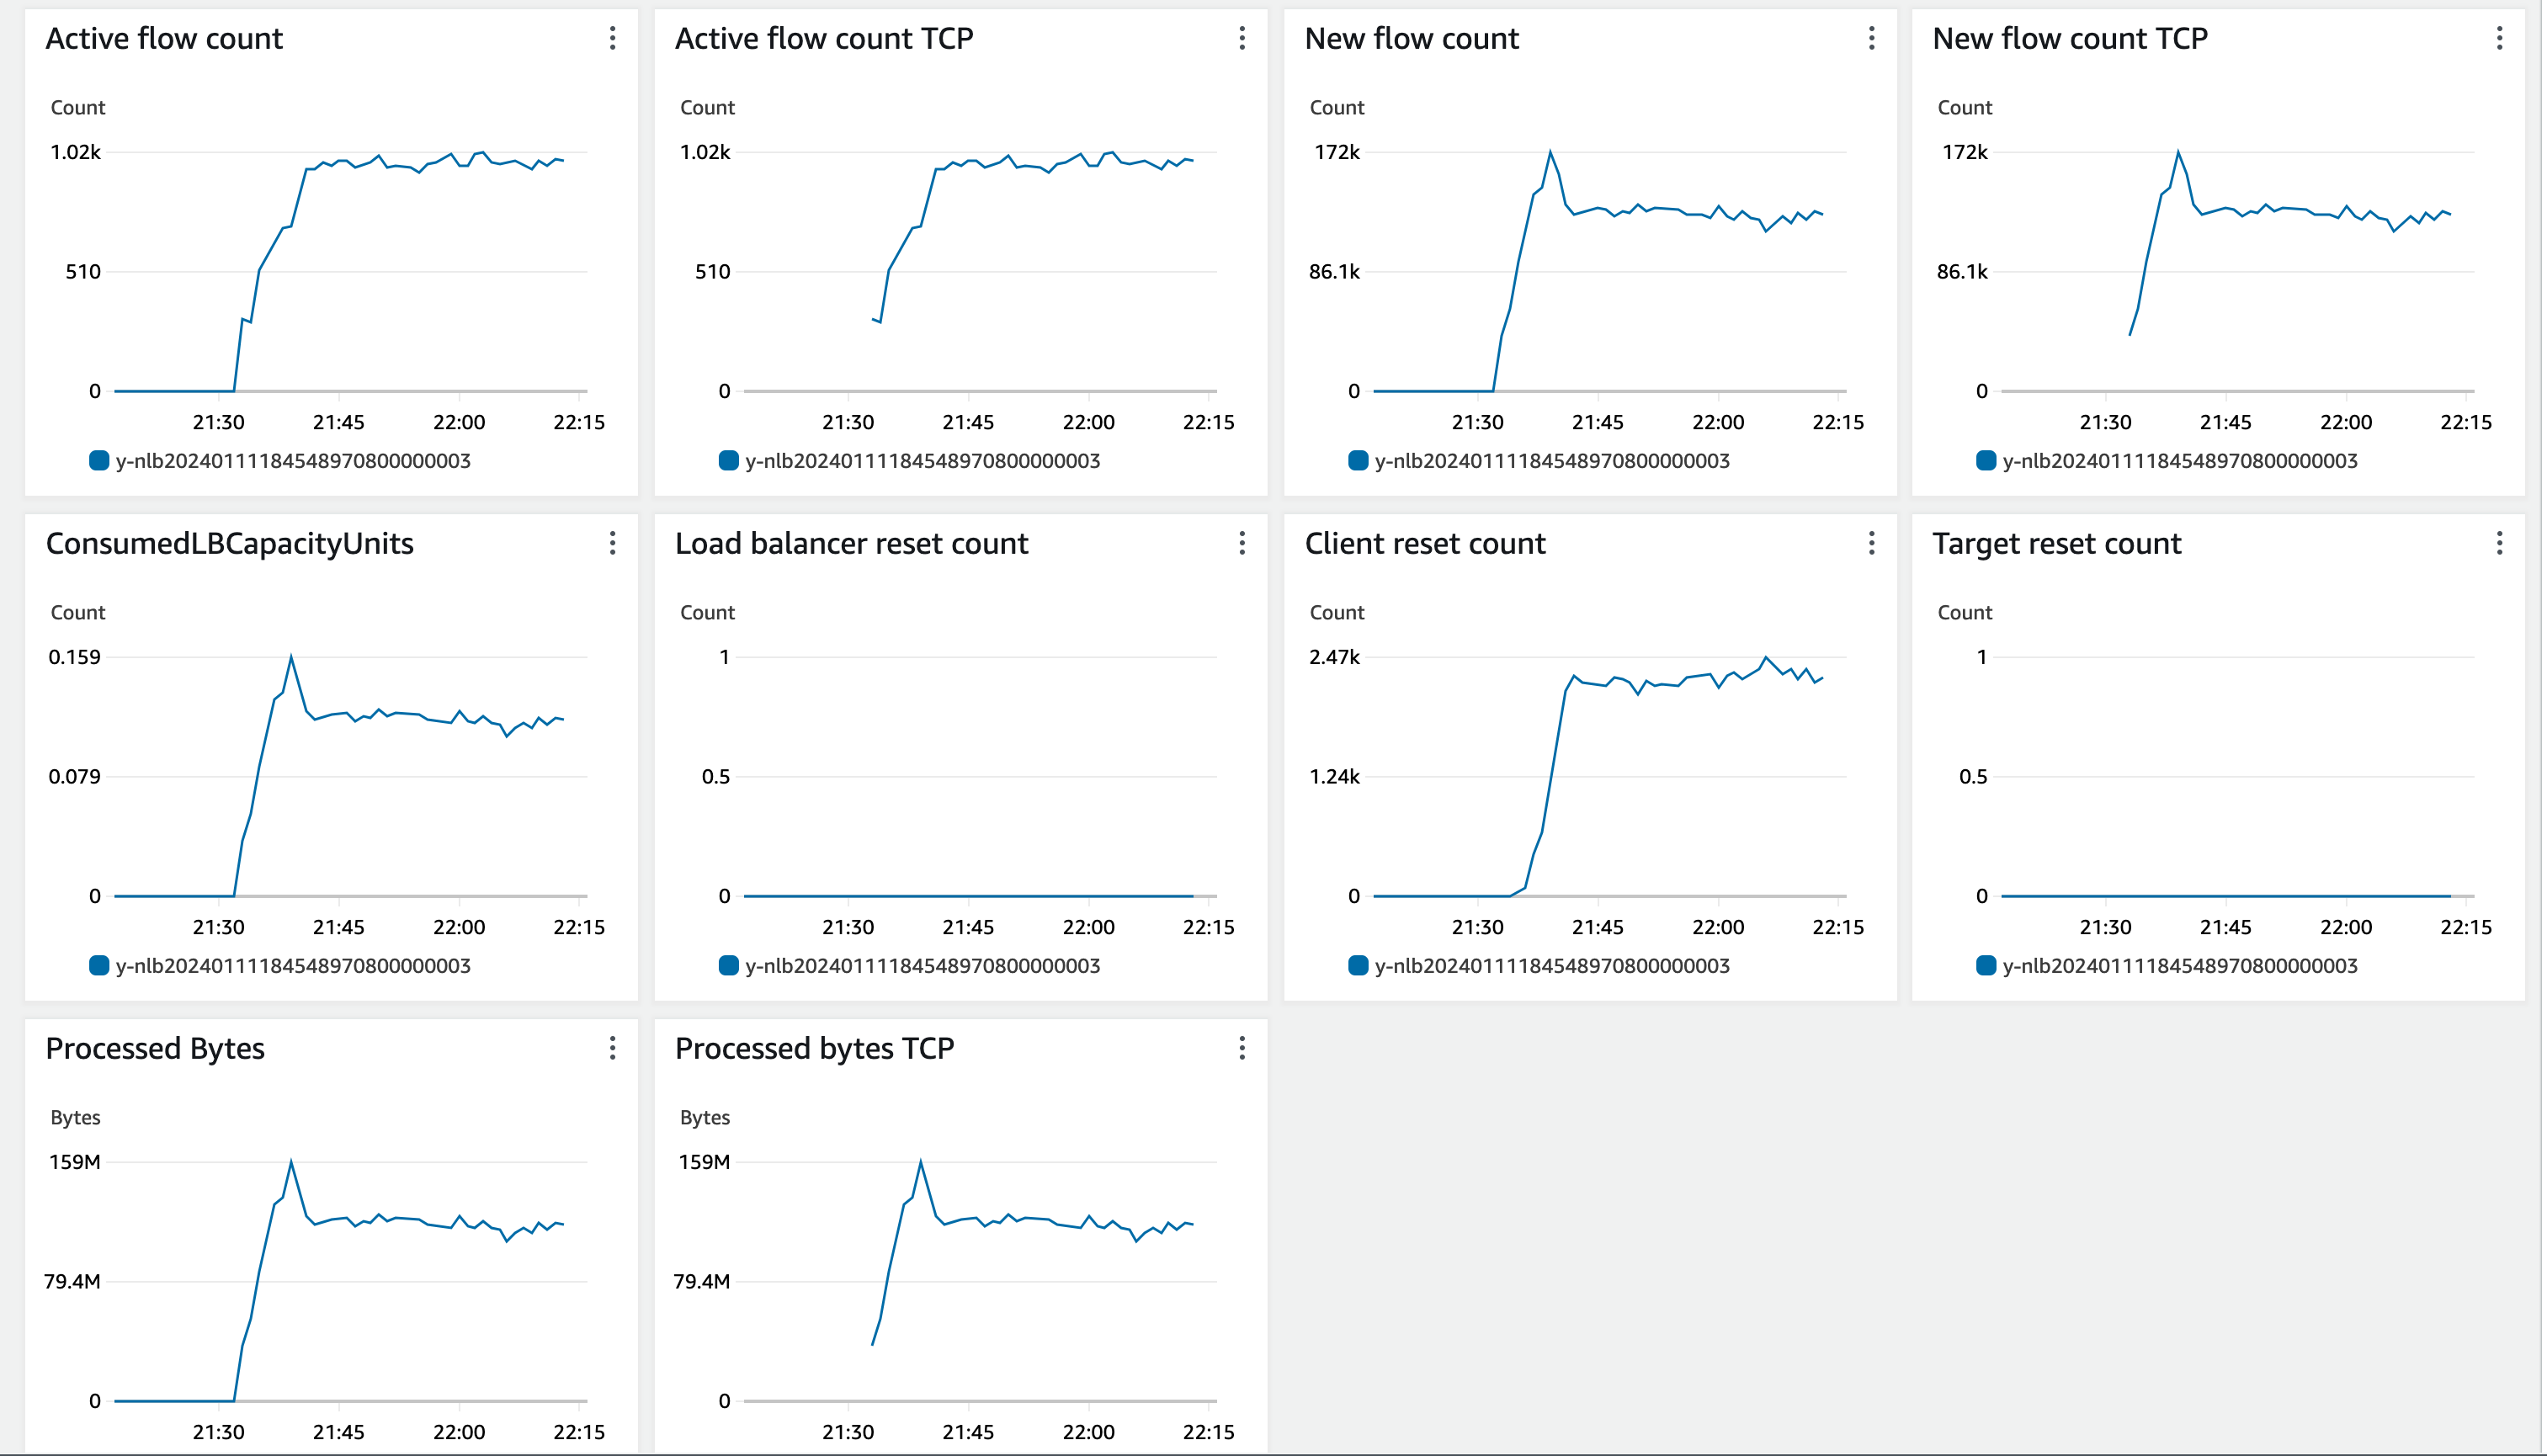 Active flow count
Count
1.02k
510
0
21:30 21:45 22:00 22:15
y-nlb20240111184548970800000003
Active flow count TCP
Count
1.02k
510
0
21:30 21:45 22:00 22:15
y-nlb20240111184548970800000003
New flow count
Count
172k
86.1k
0
21:30 21:45 22:00 22:15
y-nlb20240111184548970800000003
New flow count TCP
Count
172k
86.1k
0
21:30 21:45 22:00 22:15
y-nlb20240111184548970800000003
ConsumedLBCapacityUnits
Count
0.159
0.079
0
21:30 21:45 22:00 22:15
y-nlb20240111184548970800000003
Load balancer reset count
Count
1
0.5
0
21:30 21:45 22:00 22:15
y-nlb20240111184548970800000003
Client reset count
Count
2.47k
1.24k
0
21:30 21:45 22:00 22:15
y-nlb20240111184548970800000003
Target reset count
Count
1
0.5
0
21:30 21:45 22:00 22:15
y-nlb20240111184548970800000003
Processed Bytes
Bytes
159M
79.4M
0
21:30 21:45 22:00 22:15
Processed bytes TCP
Bytes
159M
79.4M
0
21:30 21:45 22:00 22:15